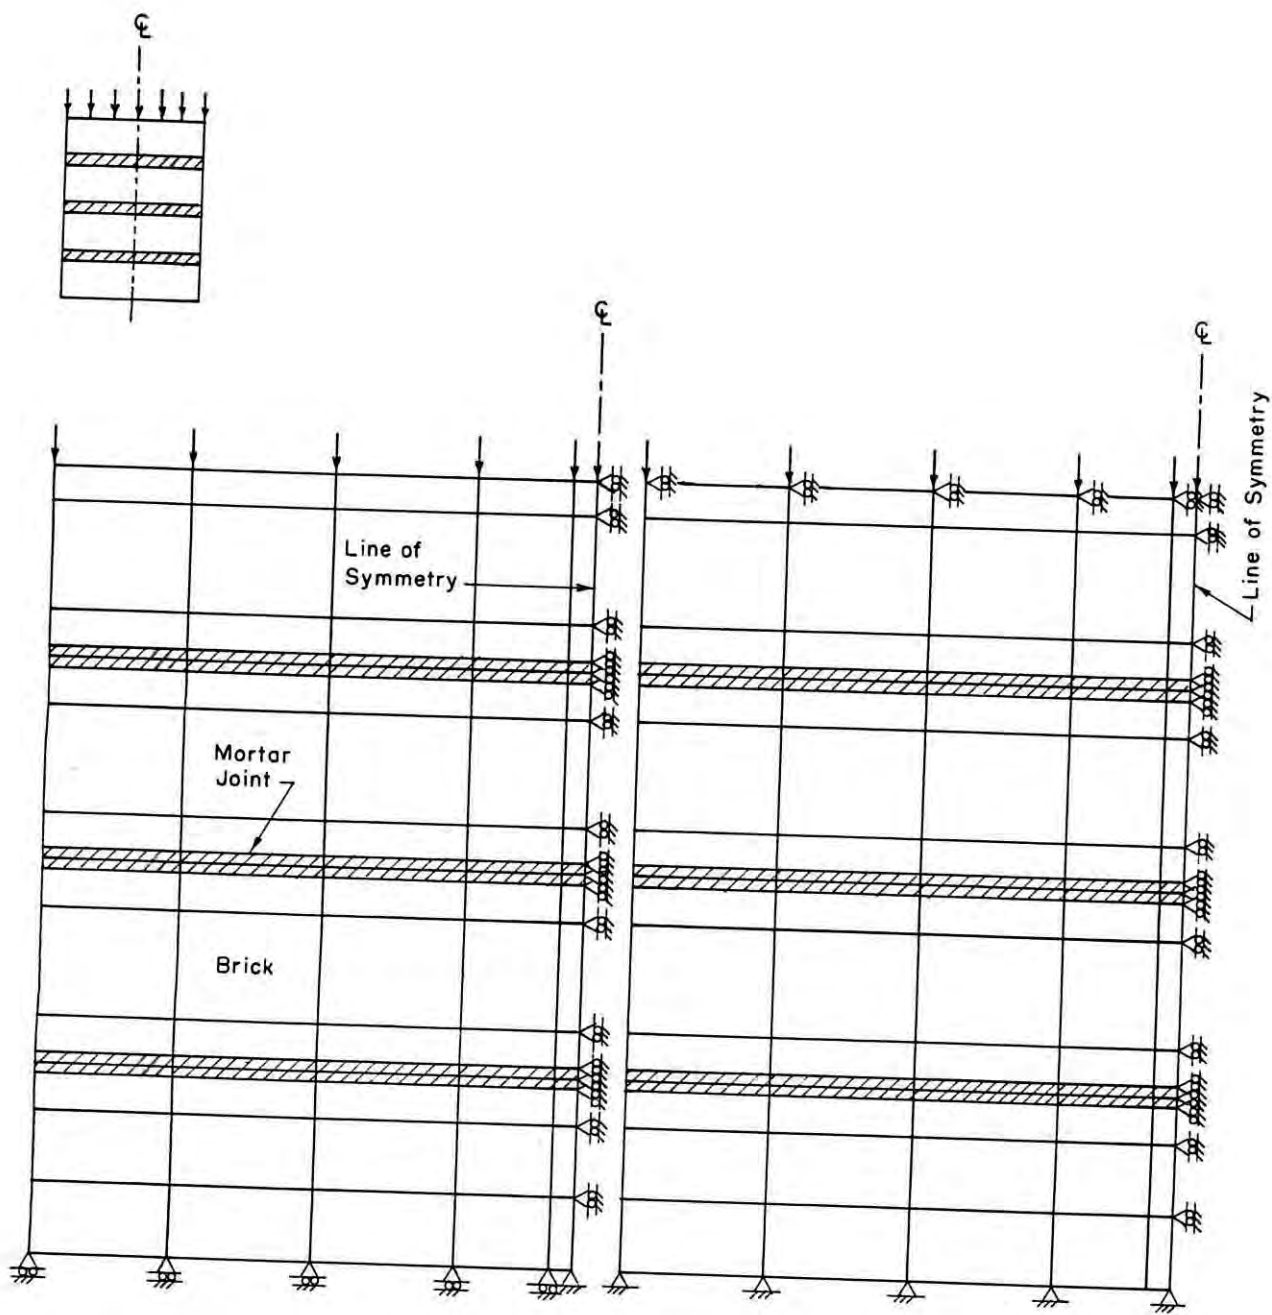 ℄
℄
℄
Line of
Symmetry
Line of Symmetry
Mortar
Joint
Brick